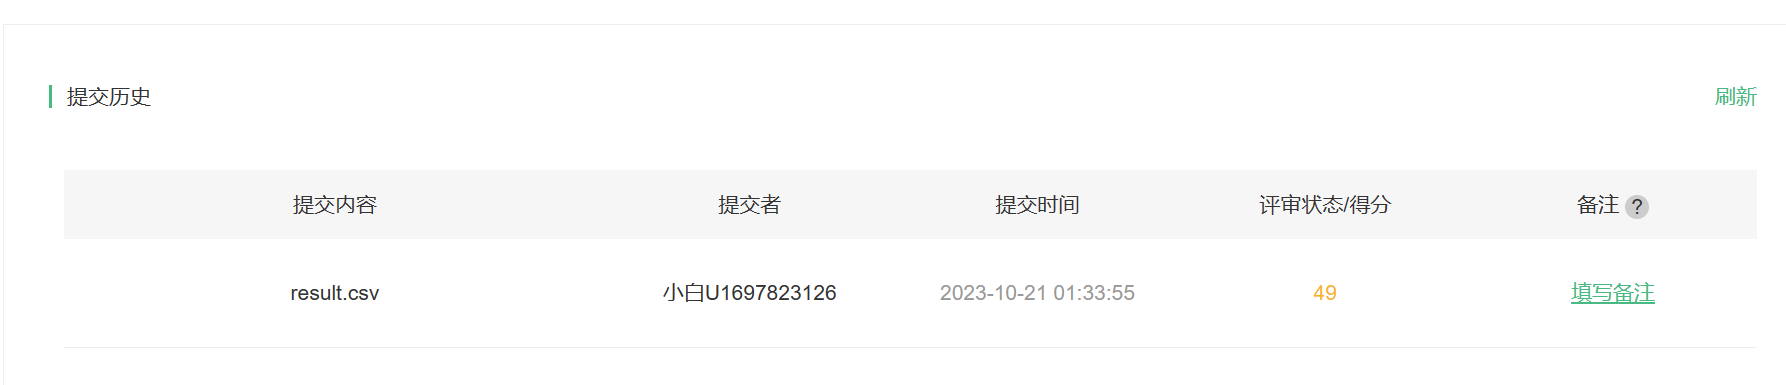 提交历史
刷新
提交内容 提交者 提交时间 评审状态/得分 备注 ?
result.csv 小白U1697823126 2023-10-21 01:33:55 49 填写备注